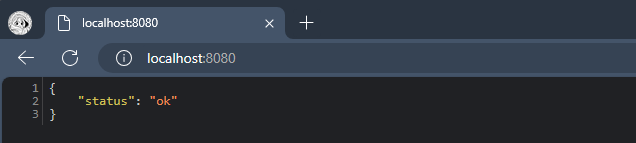 localhost:8080
localhost:8080
1 {
2     "status": "ok"
3 }